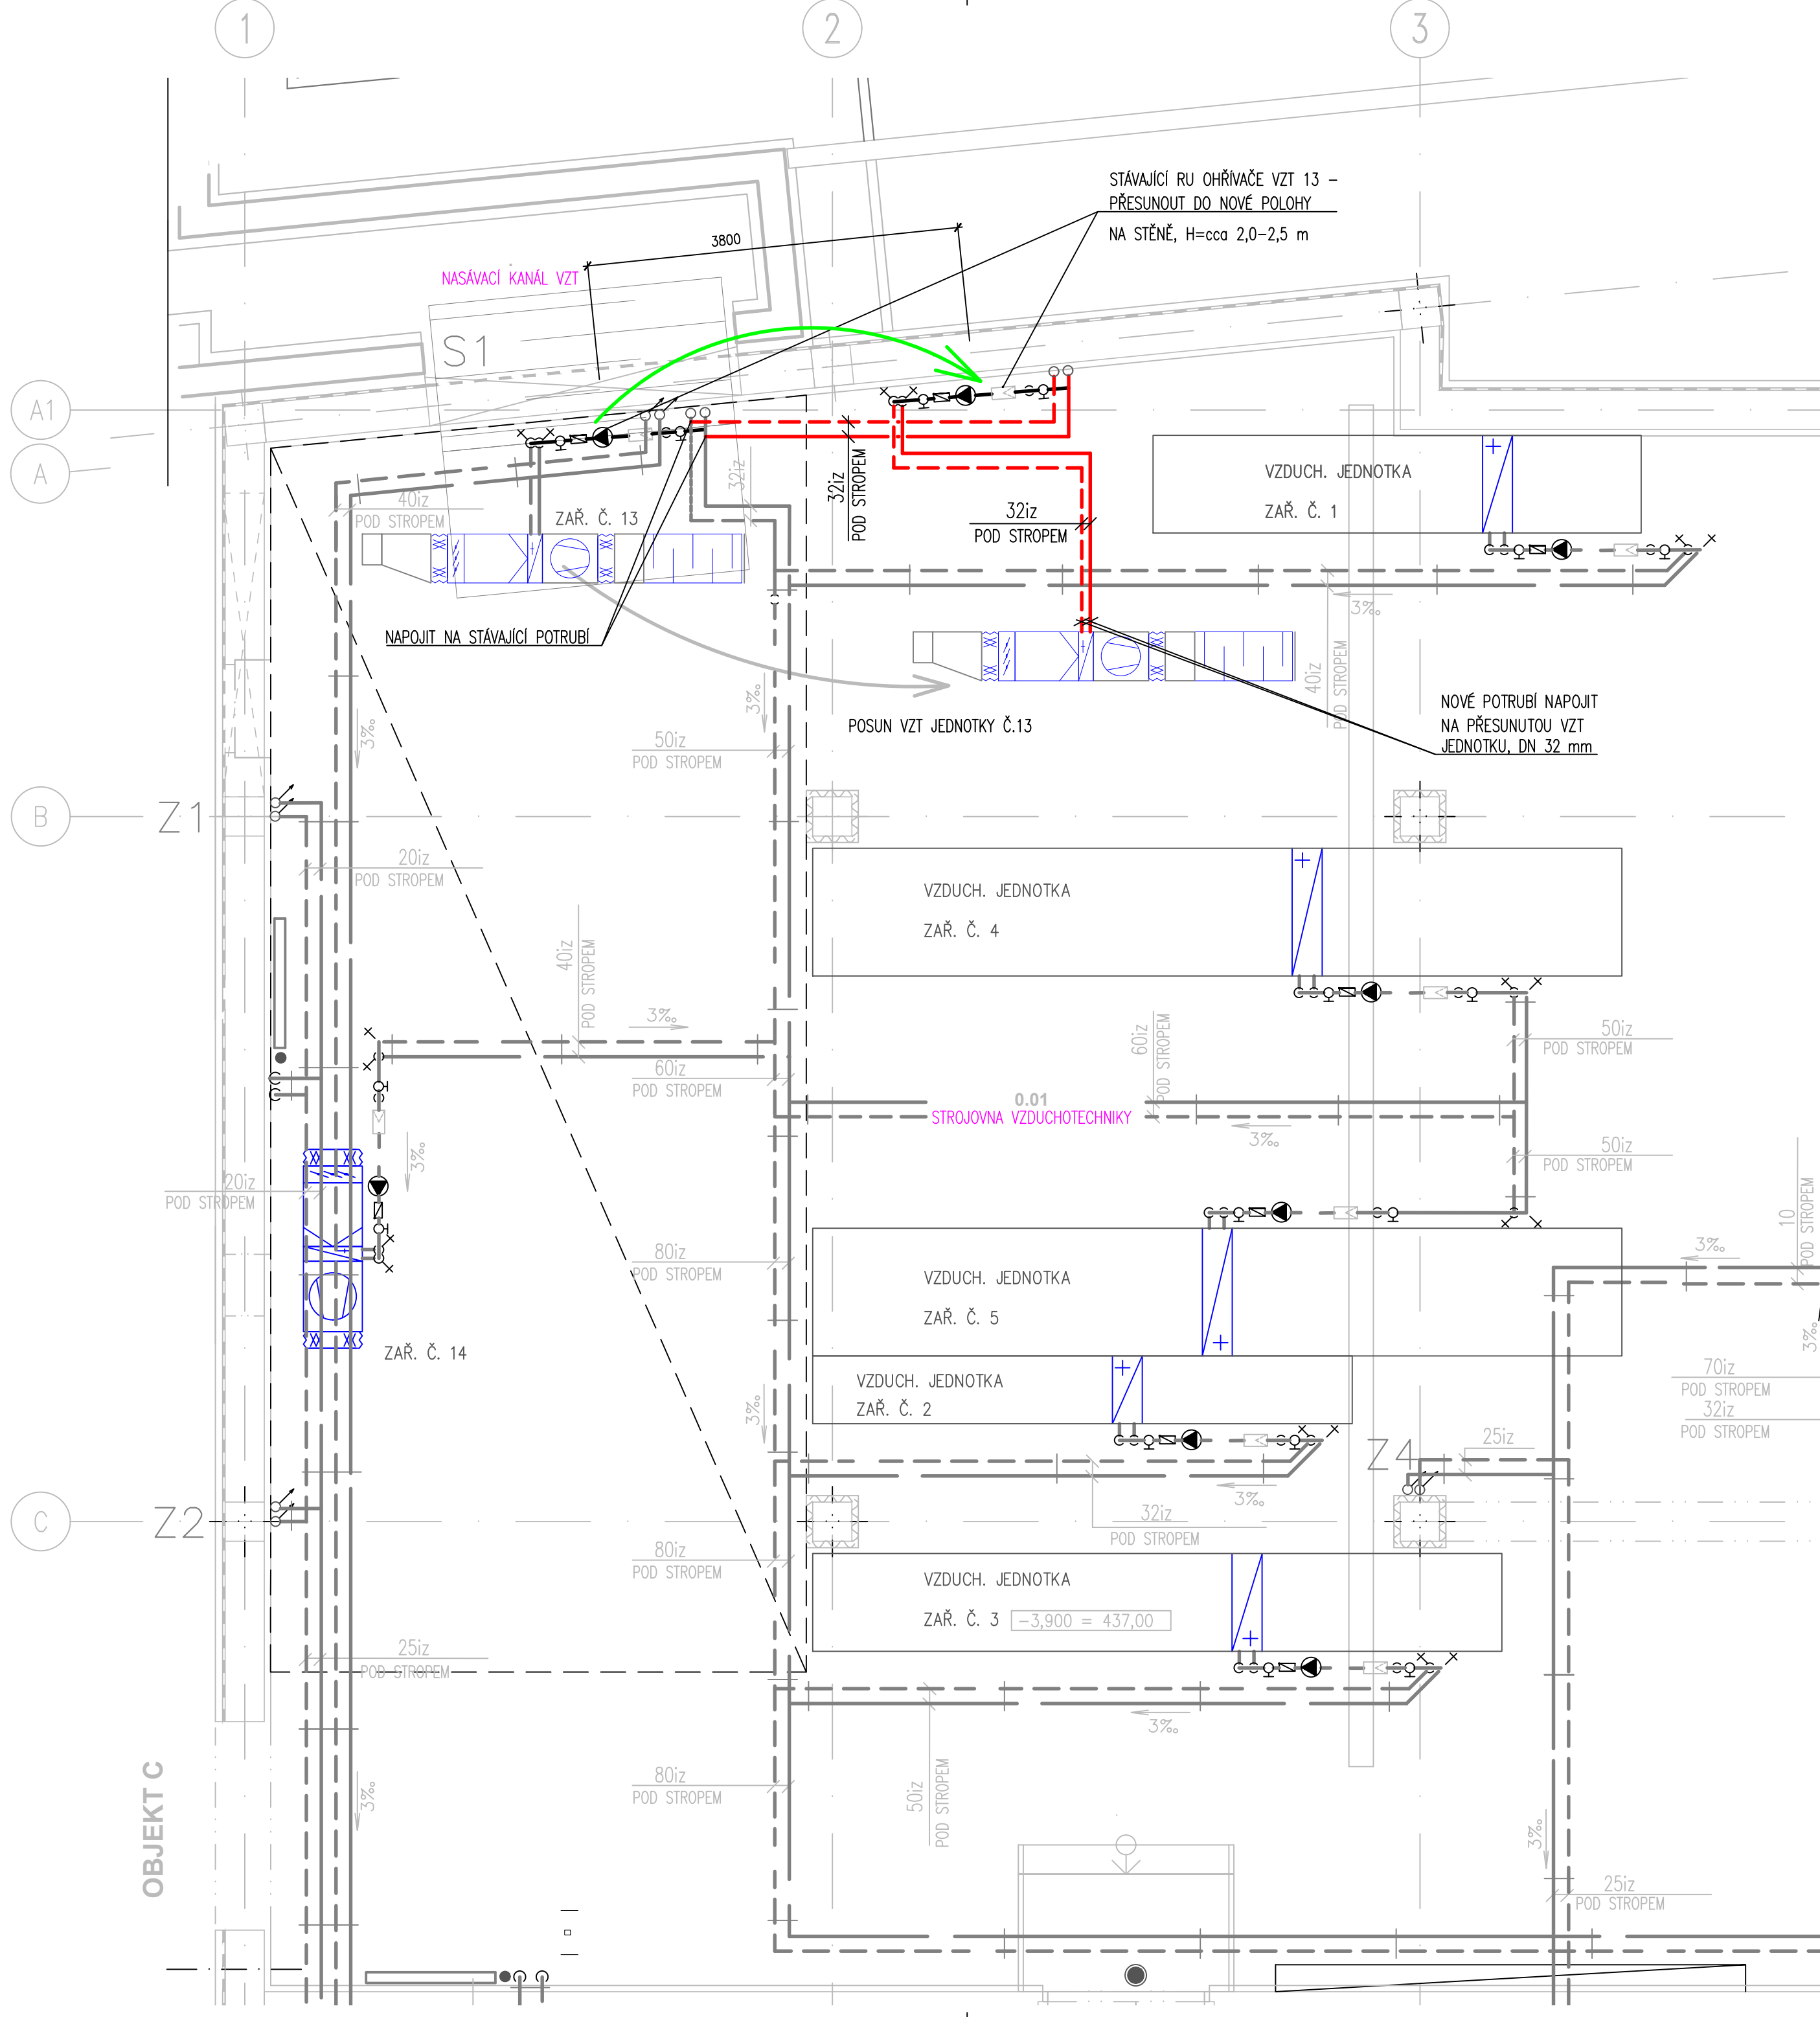 1
2
3
STÁVAJÍCÍ RU OHŘÍVAČE VZT 13 –
PŘESUNOUT DO NOVÉ POLOHY
NA STĚNĚ, H=cca 2,0–2,5 m
3800
NASÁVACÍ KANÁL VZT
S1
A1
A
40iz
POD STROPEM
ZAŘ. Č. 13
32iz
32iz
POD STROPEM
32iz
POD STROPEM
VZDUCH. JEDNOTKA
ZAŘ. Č. 1
3‰
NAPOJIT NA STÁVAJÍCÍ POTRUBÍ
40iz
POD STROPEM
POSUN VZT JEDNOTKY Č.13
NOVÉ POTRUBÍ NAPOJIT
NA PŘESUNUTOU VZT
JEDNOTKU, DN 32 mm
3‰
3‰
50iz
POD STROPEM
B
Z1
20iz
POD STROPEM
VZDUCH. JEDNOTKA
ZAŘ. Č. 4
40iz
POD STROPEM
3‰
60iz
POD STROPEM
60iz
POD STROPEM
50iz
POD STROPEM
0.01
STROJOVNA VZDUCHOTECHNIKY
3‰
3‰
50iz
POD STROPEM
20iz
POD STROPEM
80iz
POD STROPEM
10
POD STROPEM
3‰
3‰
VZDUCH. JEDNOTKA
ZAŘ. Č. 5
ZAŘ. Č. 14
VZDUCH. JEDNOTKA
ZAŘ. Č. 2
3‰
70iz
POD STROPEM
32iz
POD STROPEM
25iz
Z4
3‰
32iz
POD STROPEM
C
Z2
80iz
POD STROPEM
VZDUCH. JEDNOTKA
ZAŘ. Č. 3
–3,900 = 437,00
25iz
POD STROPEM
3‰
3‰
80iz
POD STROPEM
50iz
POD STROPEM
3‰
25iz
POD STROPEM
OBJEKT C